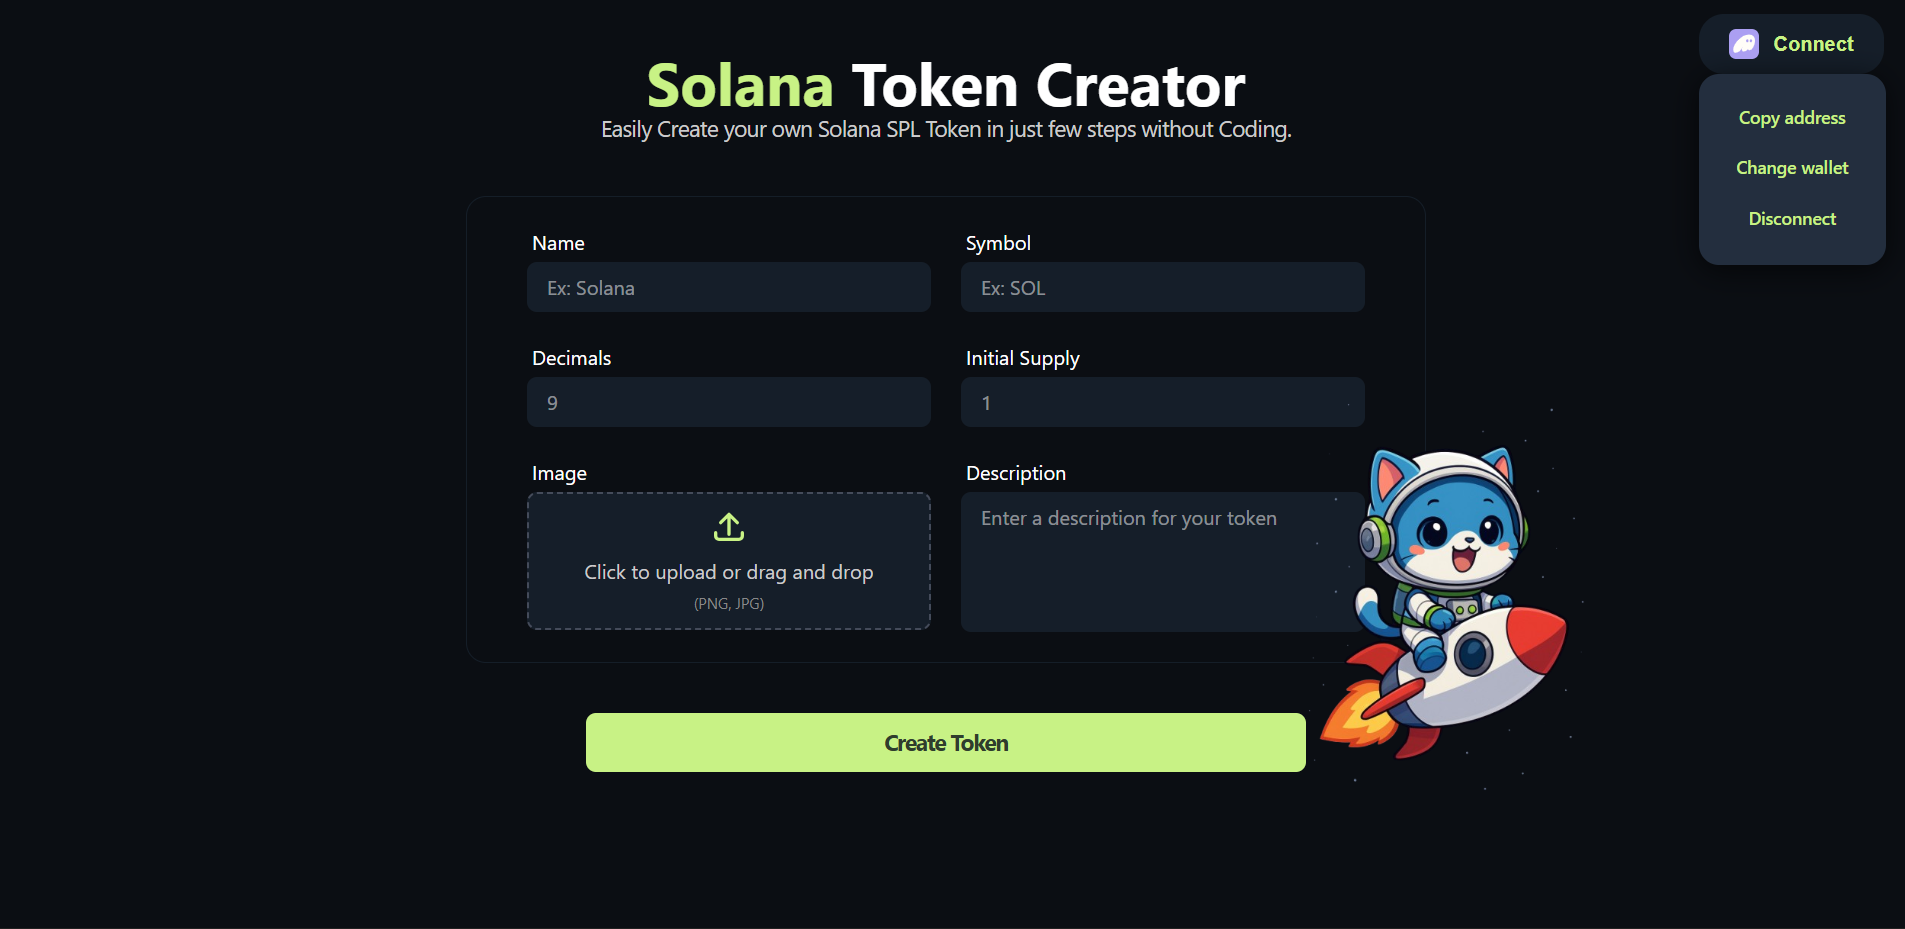 Connect
Copy address
Change wallet
Disconnect
Solana Token Creator
Easily Create your own Solana SPL Token in just few steps without Coding.
Name
Ex: Solana
Symbol
Ex: SOL
Decimals
9
Initial Supply
1
Image
Click to upload or drag and drop
(PNG, JPG)
Description
Enter a description for your token
Create Token